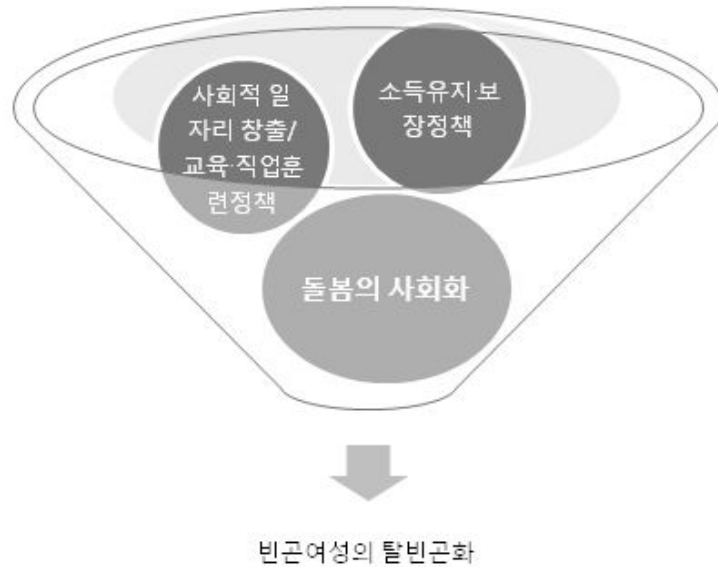 사회적 일
자리 창출/
교육·직업훈
련정책
소득유지·보
장정책
돌봄의 사회화
빈곤여성의 탈빈곤화